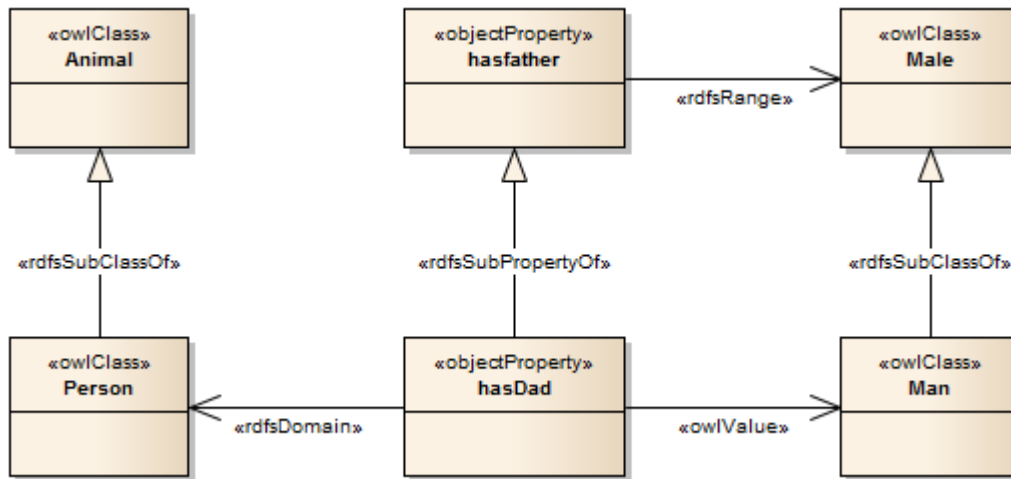 «owlClass»
Animal
«objectProperty»
hasfather
«owlClass»
Male
«rdfsRange»
«rdfsSubClassOf»
«rdfsSubPropertyOf»
«rdfsSubClassOf»
«owlClass»
Person
«objectProperty»
hasDad
«owlClass»
Man
«rdfsDomain»
«owlValue»